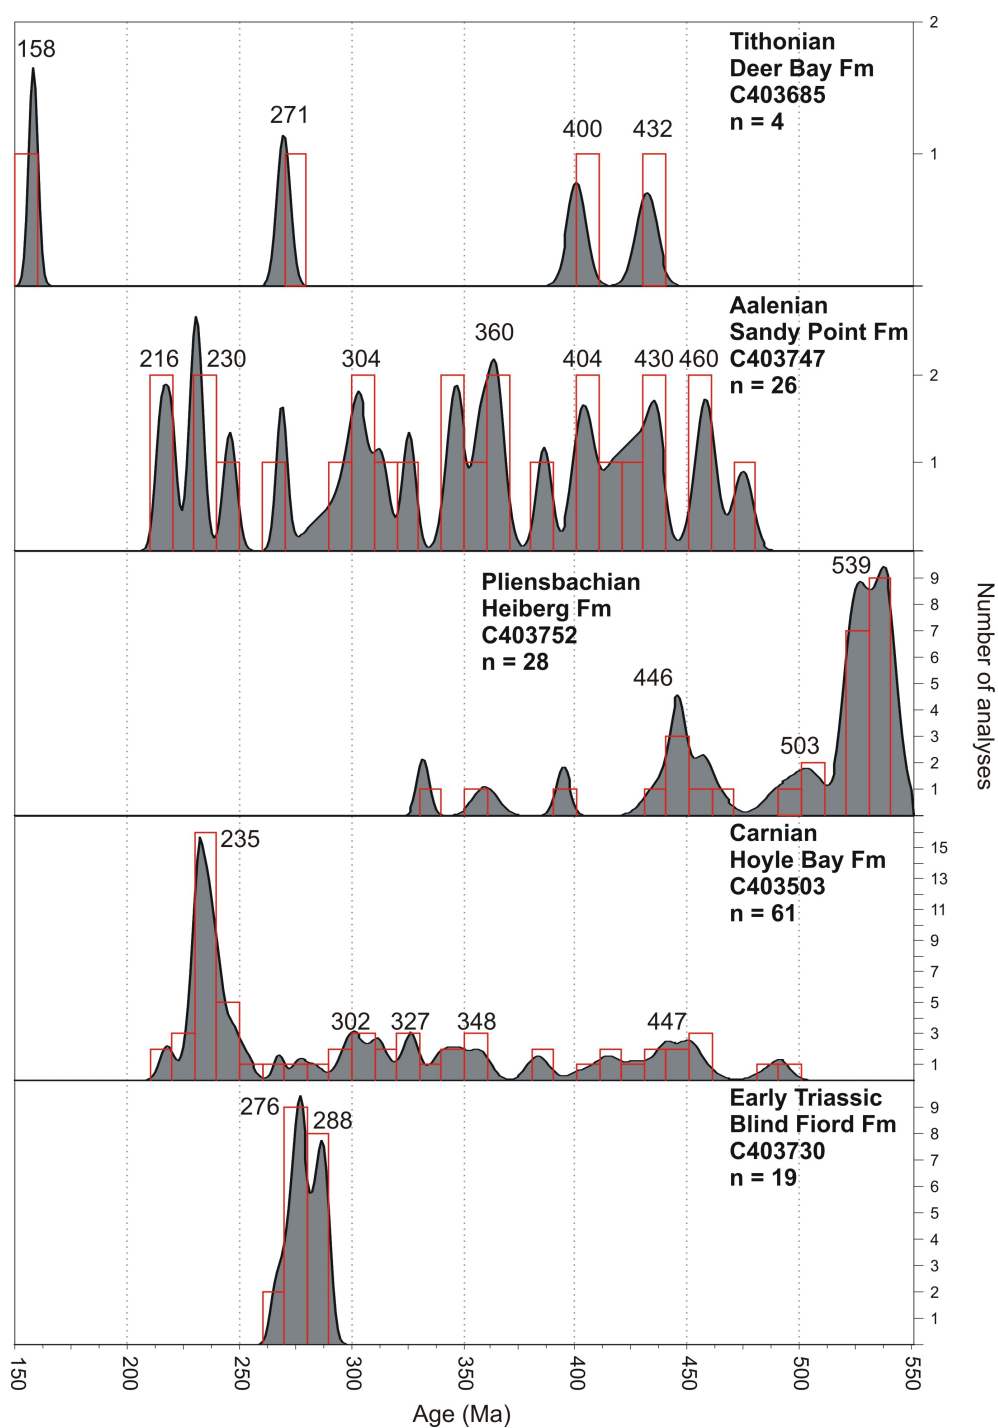 2
158
Tithonian
Deer Bay Fm
C403685
n = 4
271
400
432
1
Aalenian
Sandy Point Fm
C403747
n = 26
216
230
304
360
404
430
460
2
1
539
Pliensbachian
Heiberg Fm
C403752
n = 28
446
503
9
8
7
6
5
4
3
2
1
Number of analyses
235
Carnian
Hoyle Bay Fm
C403503
n = 61
302
327
348
447
15
13
11
9
7
5
3
1
276
288
Early Triassic
Blind Fiord Fm
C403730
n = 19
9
8
7
6
5
4
3
2
1
150
200
250
300
350
400
450
500
550
Age (Ma)